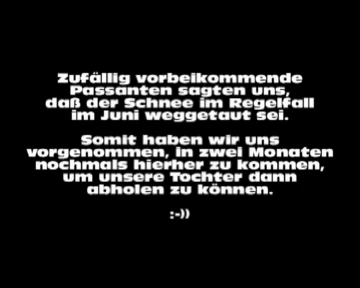 Zufällig vorbeikommende
Passanten sagten uns,
daß der Schnee im Regelfall
im Juni weggetaut sei.
Somit haben wir uns
vorgenommen, in zwei Monaten
nochmals hierher zu kommen,
um unsere Tochter dann
abholen zu können.
:-))